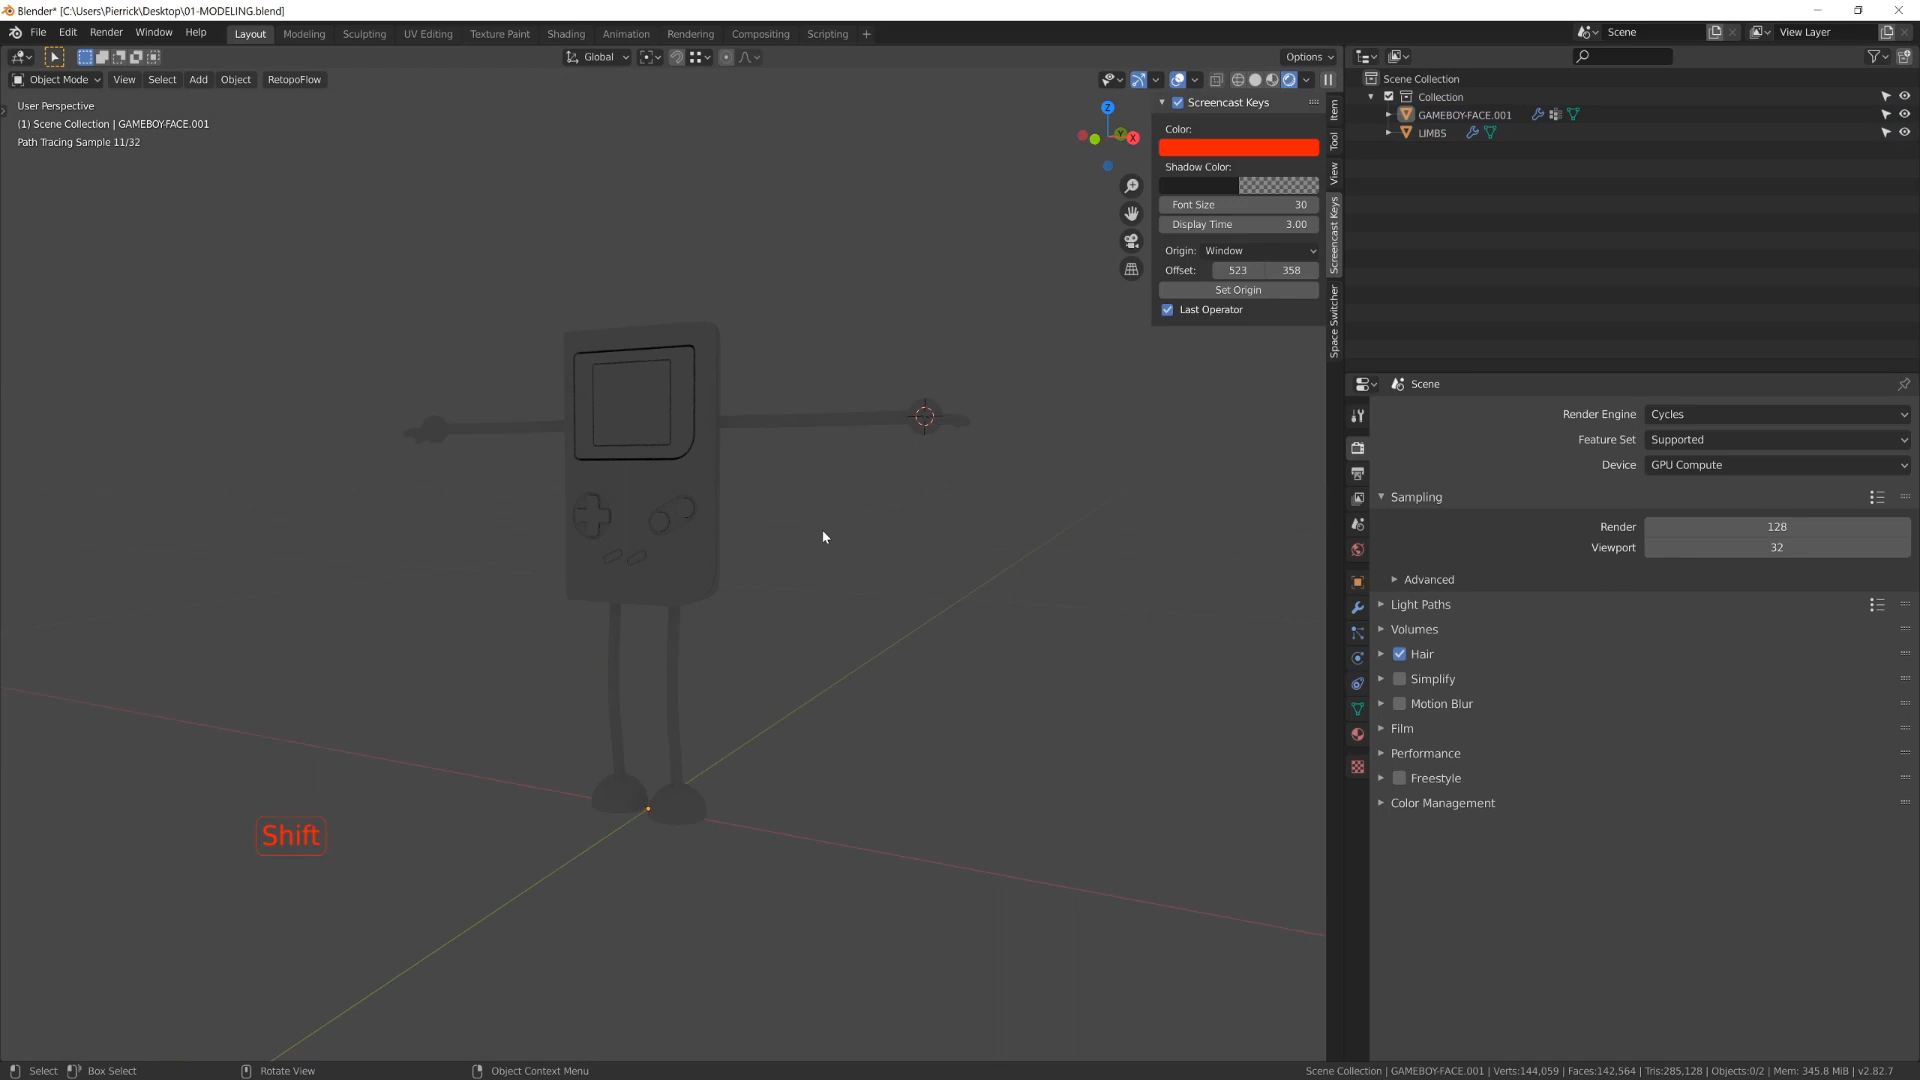 Blender* [C:\Users\Pierrick\Desktop\01-MODELING.blend]
File Edit Render Window Help Layout Modeling Sculpting UV Editing Texture Paint Shading Animation Rendering Compositing Scripting + Scene View Layer
Global Options
Object Mode View Select Add Object RetopoFlow
User Perspective
(1) Scene Collection | GAMEBOY-FACE.001
Path Tracing Sample 11/32
Z
Y
X
Screencast Keys
Color:
Shadow Color:
Font Size 30
Display Time 3.00
Origin: Window
Offset: 523 358
Set Origin
Last Operator
Item
Tool
View
Screencast Keys
Space Switcher
Scene Collection
Collection
GAMEBOY-FACE.001
LIMBS
Scene
Render Engine Cycles
Feature Set Supported
Device GPU Compute
Sampling
Render 128
Viewport 32
Advanced
Light Paths
Volumes
Hair
Simplify
Motion Blur
Film
Performance
Freestyle
Color Management
Shift
Select Box Select Rotate View Object Context Menu
Scene Collection | GAMEBOY-FACE.001 | Verts:144,059 | Faces:142,564 | Tris:285,128 | Objects:0/2 | Mem: 345.8 MiB | v2.82.7